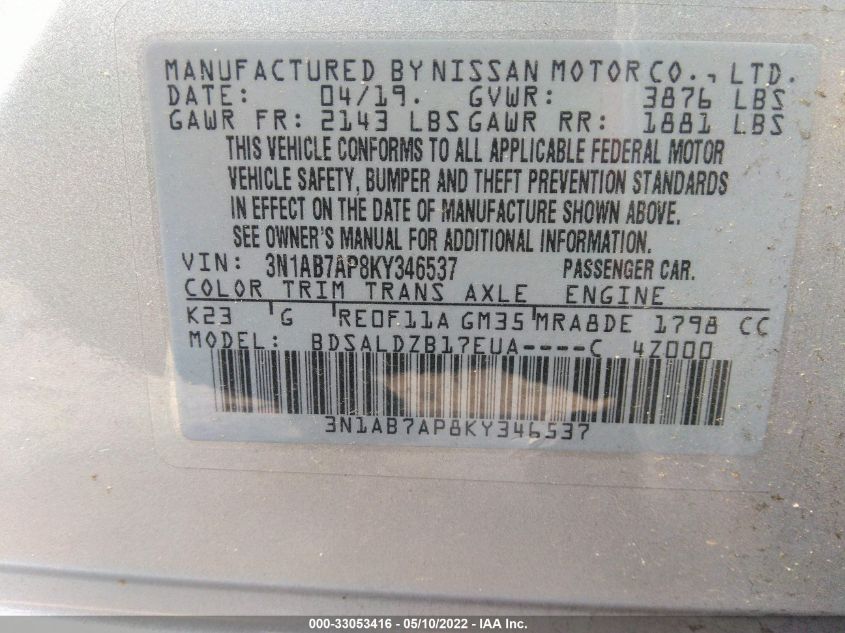 MANUFACTURED BY NISSAN MOTOR CO., LTD.
DATE: 04/19. GVWR: 3876 LBS
GAWR FR: 2143 LBS GAWR RR: 1881 LBS
THIS VEHICLE CONFORMS TO ALL APPLICABLE FEDERAL MOTOR
VEHICLE SAFETY, BUMPER AND THEFT PREVENTION STANDARDS
IN EFFECT ON THE DATE OF MANUFACTURE SHOWN ABOVE.
SEE OWNER'S MANUAL FOR ADDITIONAL INFORMATION.
VIN: 3N1AB7AP8KY346537 PASSENGER CAR.
COLOR TRIM TRANS AXLE ENGINE
K23 'G 'RE0F11A GM35'MRA8DE 1798 CC
MODEL: BDSALDZB17EUA----C 4Z000
3N1AB7AP8KY346537
000-33053416 - 05/10/2022 - IAA Inc.